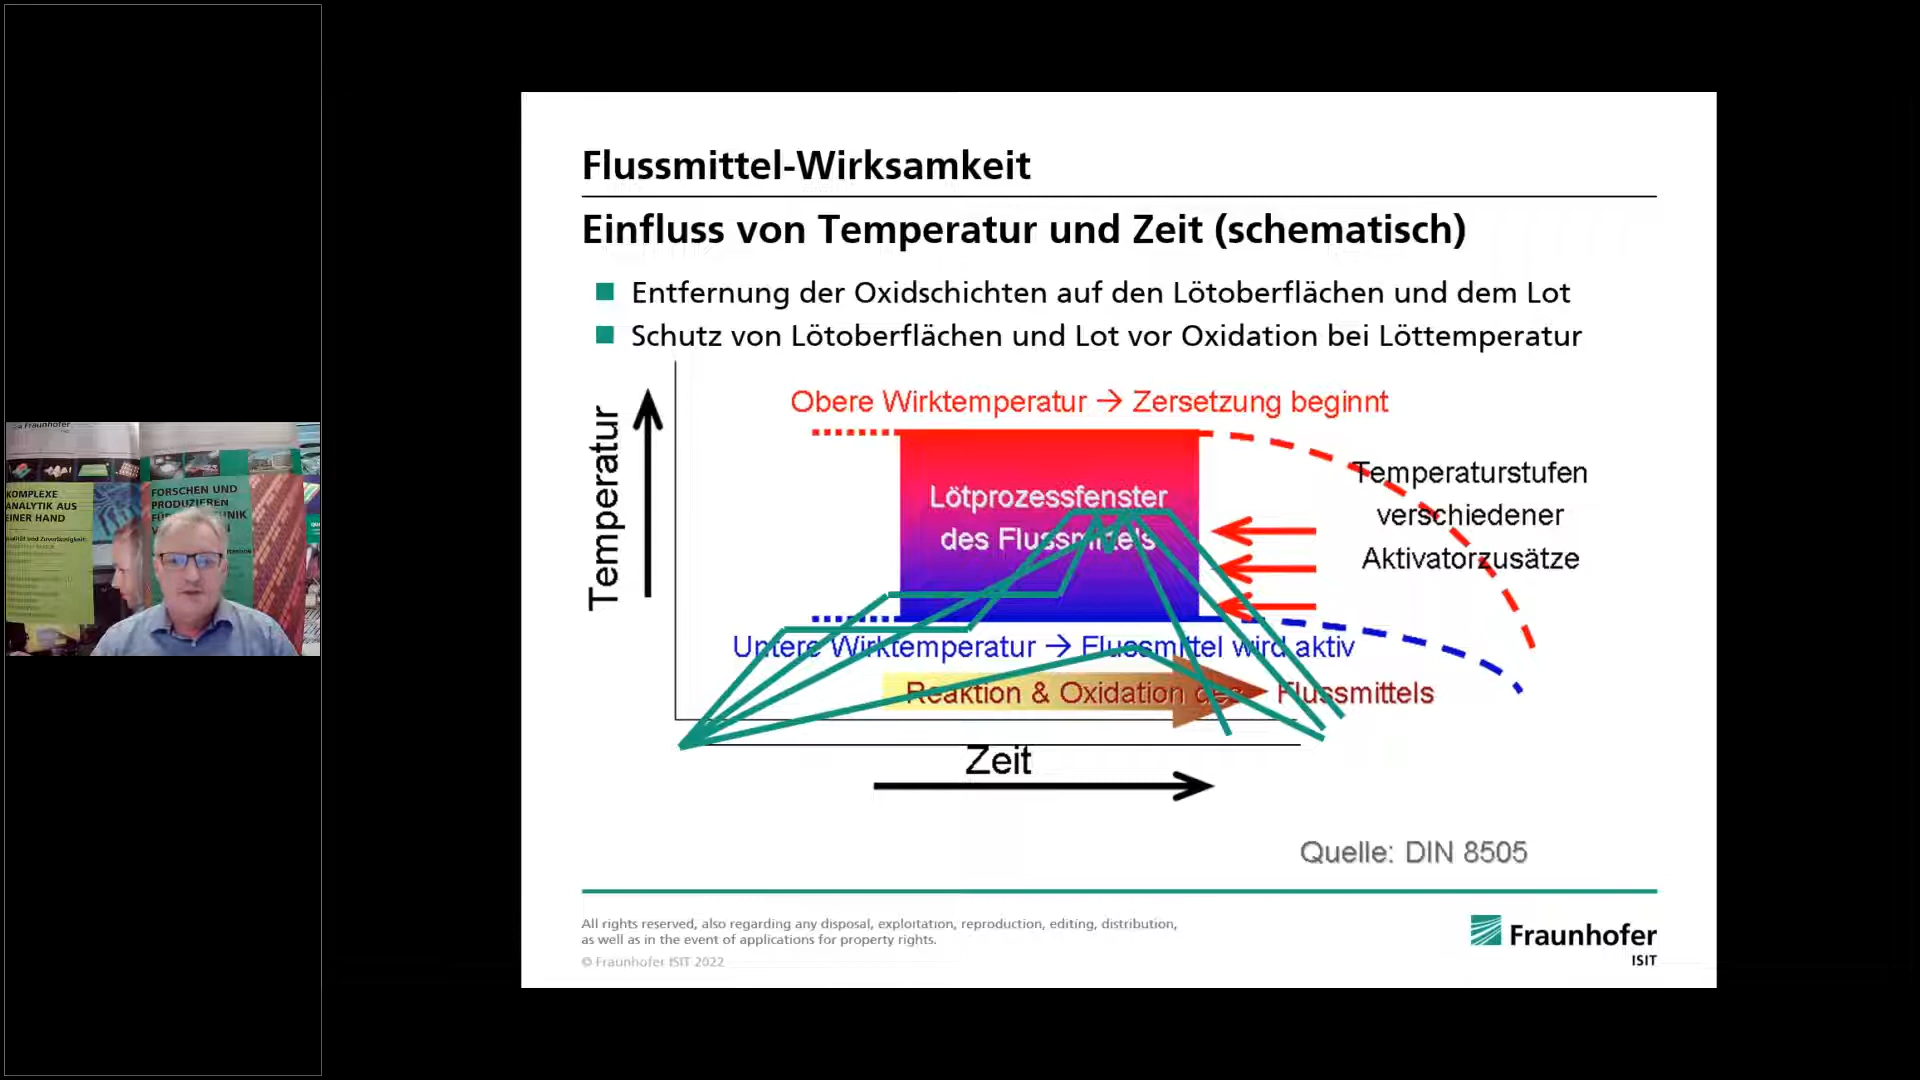 Fraunhofer
KOMPLEXE
ANALYTIK AUS
EINER HAND
FORSCHEN UND
PRODUZIEREN
Flussmittel-Wirksamkeit
Einfluss von Temperatur und Zeit (schematisch)
Entfernung der Oxidschichten auf den Lötoberflächen und dem Lot
Schutz von Lötoberflächen und Lot vor Oxidation bei Löttemperatur
Temperatur
Obere Wirktemperatur → Zersetzung beginnt
Lötprozessfenster
des Flussmittels
Temperaturstufen
verschiedener
Aktivatorzusätze
Untere Wirktemperatur → Flussmittel wird aktiv
Reaktion & Oxidation des Flussmittels
Zeit
Quelle: DIN 8505
All rights reserved, also regarding any disposal, exploitation, reproduction, editing, distribution,
as well as in the event of applications for property rights.
© Fraunhofer ISIT 2022
Fraunhofer
ISIT